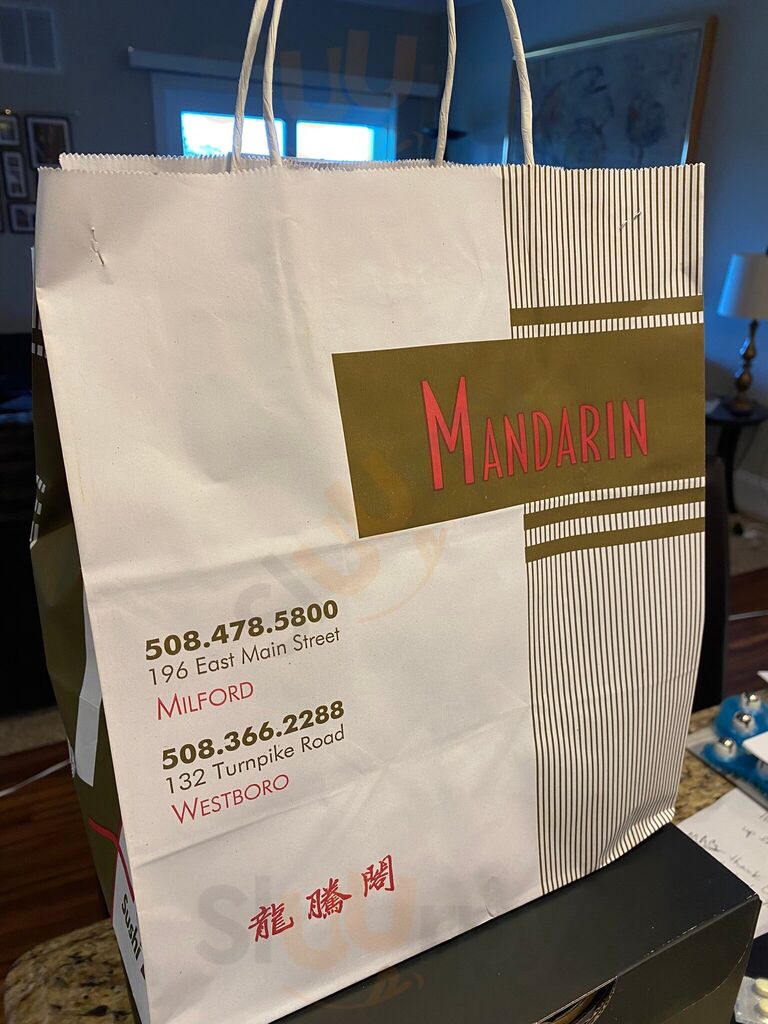 MANDARIN
508.478.5800
196 East Main Street
MILFORD
508.366.2288
132 Turnpike Road
WESTBORO
龍騰閣
Sushi